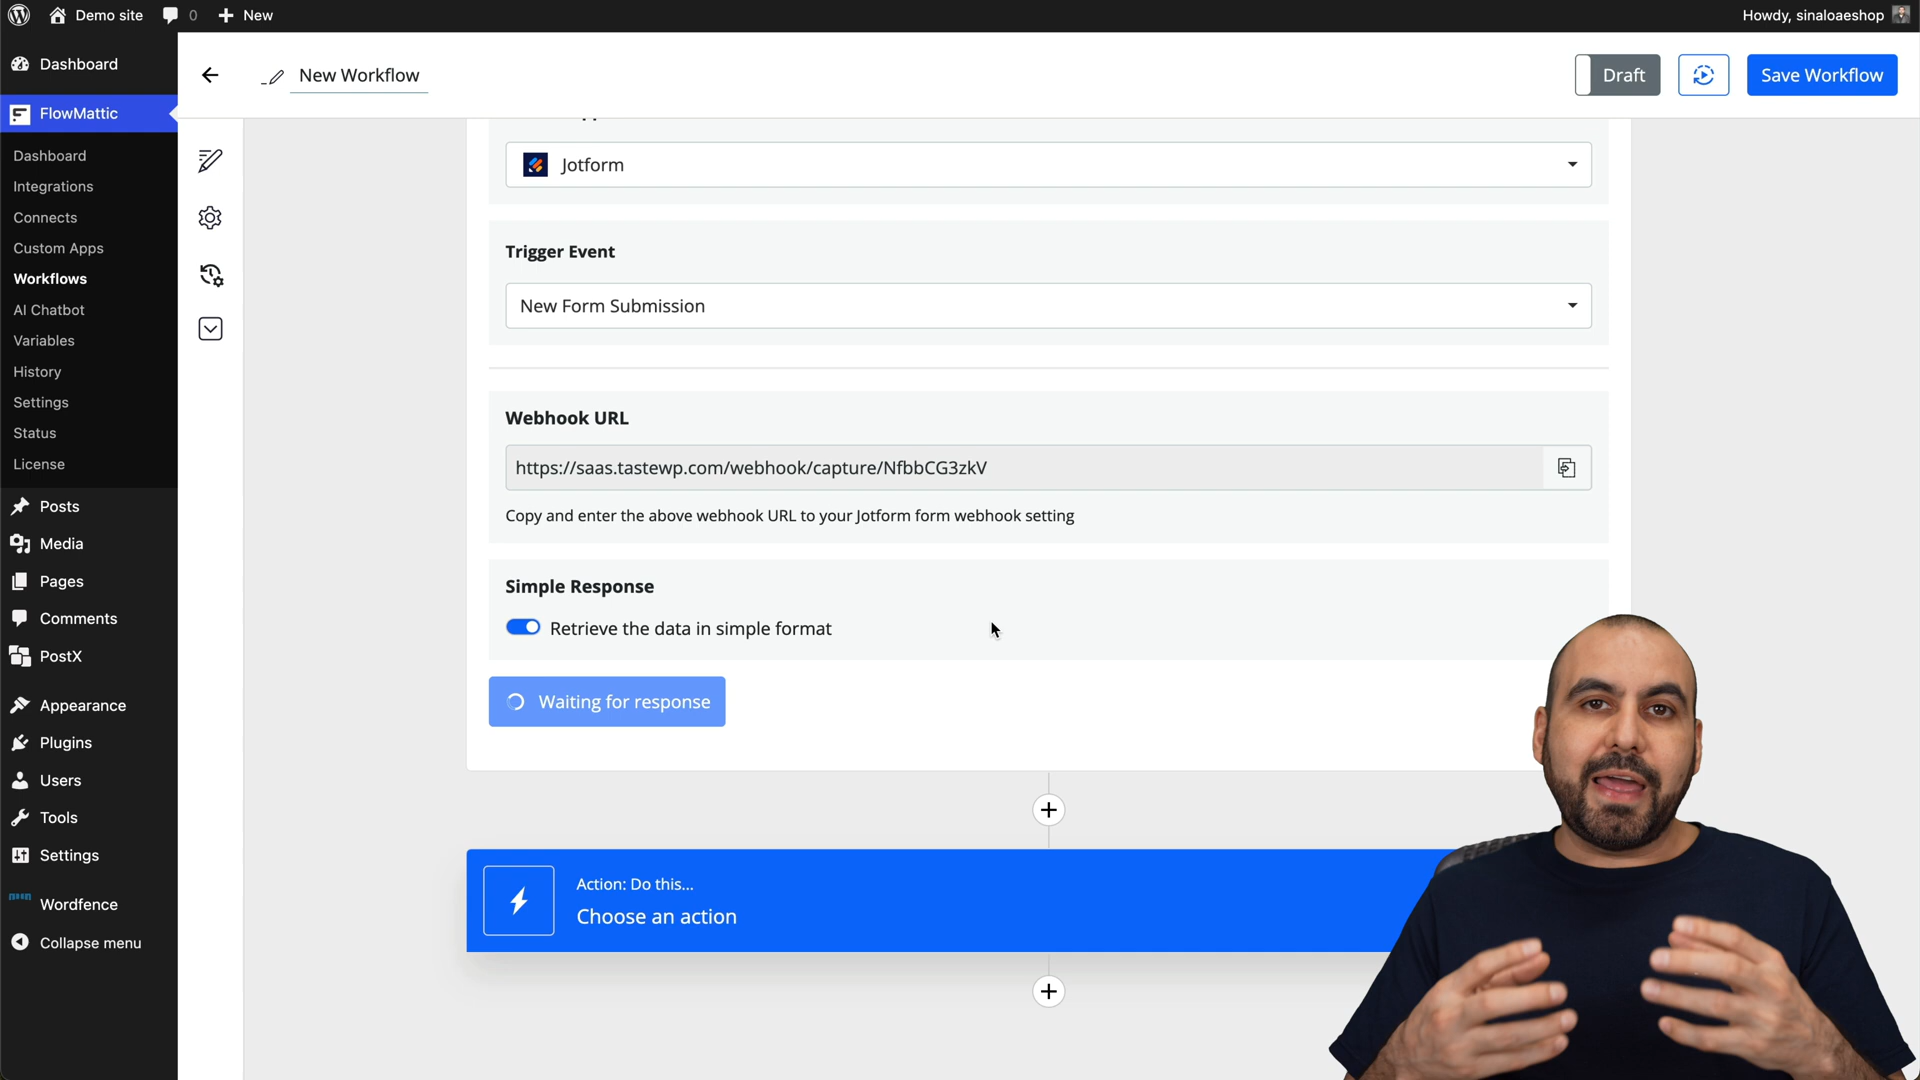 Demo site
0
New
Howdy, sinaloaeshop
Dashboard
FlowMattic
Dashboard
Integrations
Connects
Custom Apps
Workflows
AI Chatbot
Variables
History
Settings
Status
License
Posts
Media
Pages
Comments
PostX
Appearance
Plugins
Users
Tools
Settings
Wordfence
Collapse menu
New Workflow
Draft
Save Workflow
Jotform
Trigger Event
New Form Submission
Webhook URL
https://saas.tastewp.com/webhook/capture/NfbbCG3zkV
Copy and enter the above webhook URL to your Jotform form webhook setting
Simple Response
Retrieve the data in simple format
Waiting for response
Action: Do this...
Choose an action